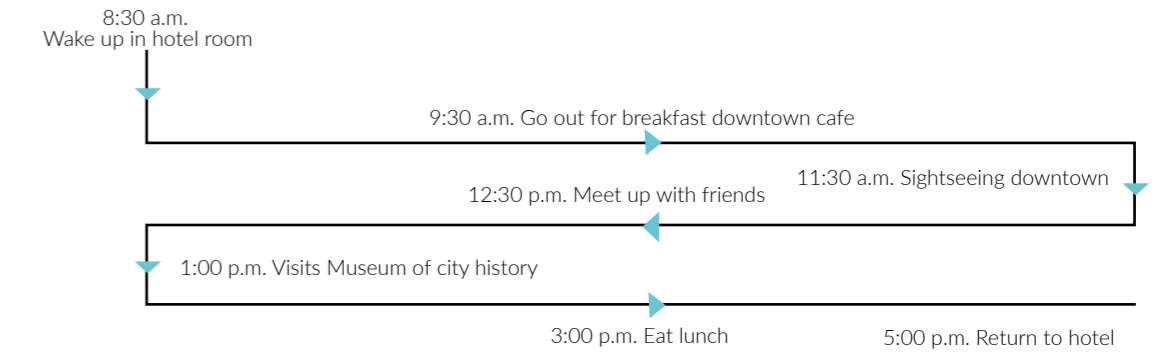 8:30 a.m.
Wake up in hotel room
9:30 a.m. Go out for breakfast downtown cafe
11:30 a.m. Sightseeing downtown
12:30 p.m. Meet up with friends
1:00 p.m. Visits Museum of city history
3:00 p.m. Eat lunch
5:00 p.m. Return to hotel